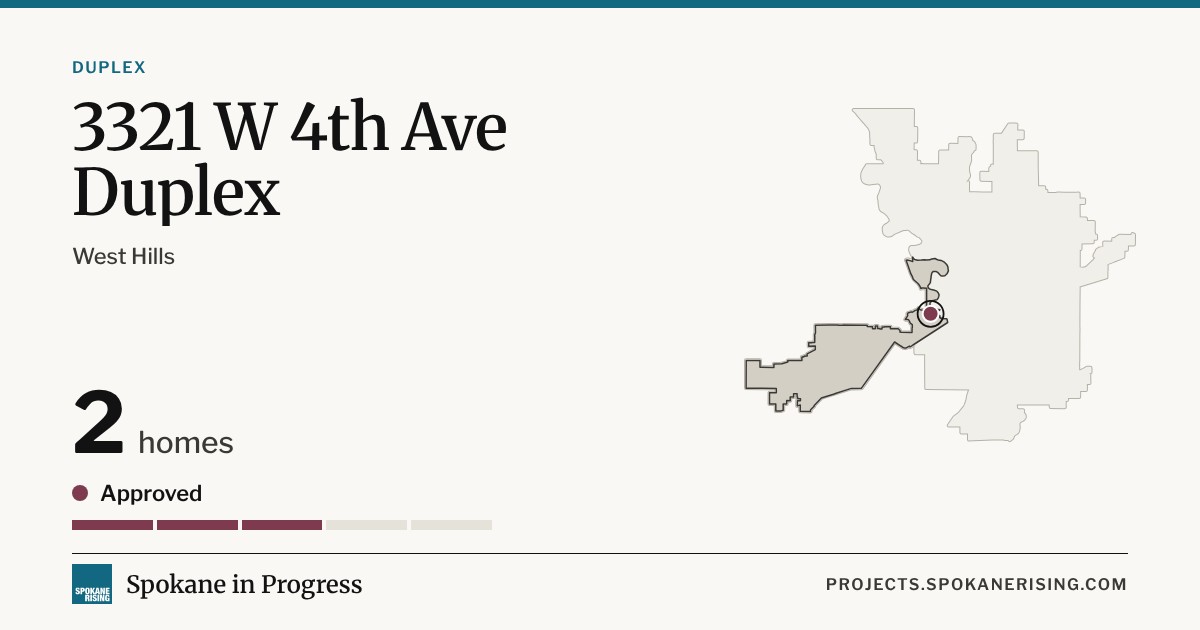 DUPLEX
3321 W 4th Ave
Duplex
West Hills
2 homes
Approved
SPOKANE
RISING
Spokane in Progress
PROJECTS.SPOKANERISING.COM